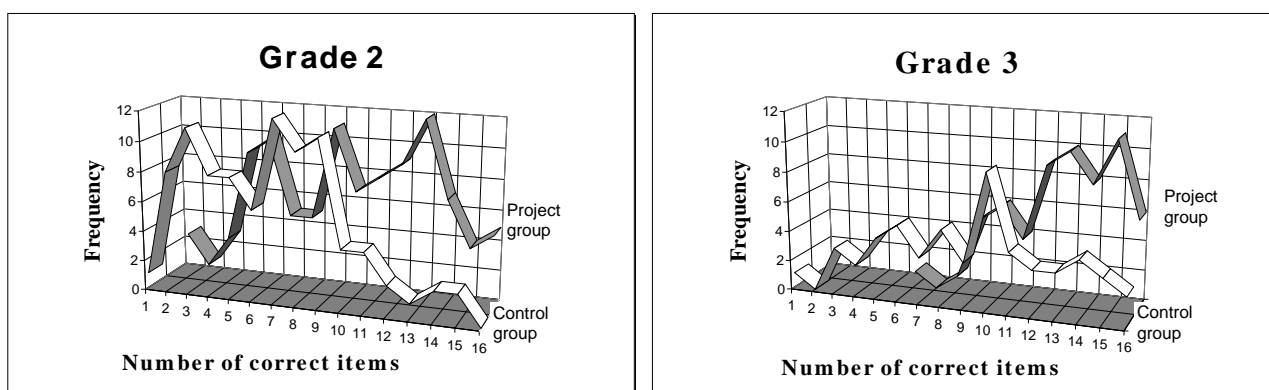 Grade 2
12
10
8
6
4
2
0
Frequency
1 2 3 4 5 6 7 8 9 10 11 12 13 14 15 16
Number of correct items
Project
group
Control
group
Grade 3
12
10
8
6
4
2
0
Frequency
1 2 3 4 5 6 7 8 9 10 11 12 13 14 15 16
Number of correct items
Project
group
Control
group